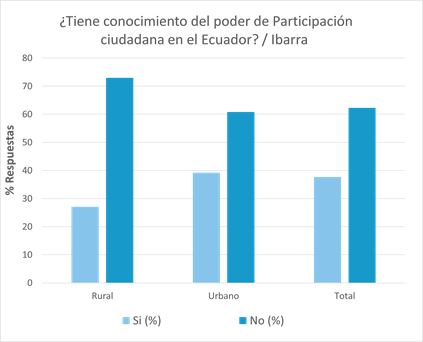 ¿Tiene conocimiento del poder de Participación
ciudadana en el Ecuador? / Ibarra
% Respuestas
80
70
60
50
40
30
20
10
0
Rural Urbano Total
Si (%) No (%)